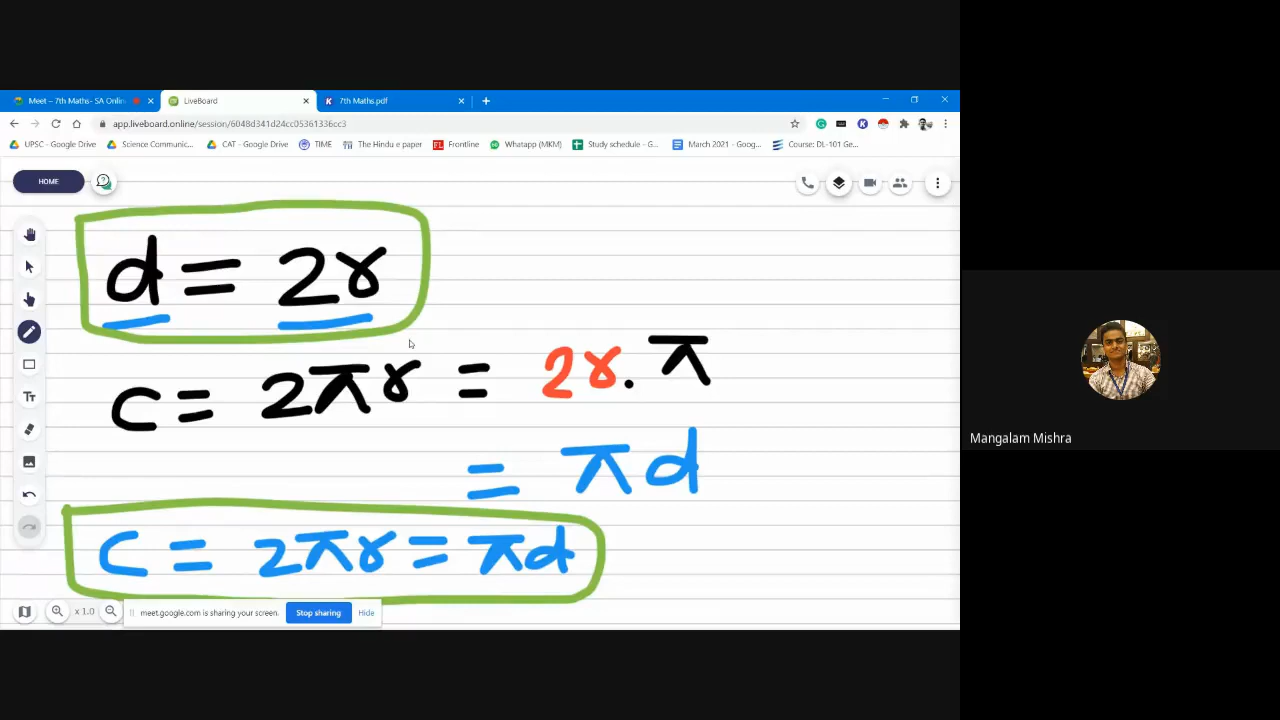 Meet – 7th Maths- SA Onlin
LiveBoard
7th Maths.pdf
app.liveboard.online/session/6048d341d24cc05361336cc3
UPSC - Google Drive
Science Communic...
CAT - Google Drive
TIME
The Hindu e paper
Frontline
Whatapp (MKM)
Study schedule - G...
March 2021 - Goog...
Course: DL-101 Ge...
HOME
d = 2r
c = 2πr = 2r . π
= πd
c = 2πr = πd
Tт
x 1.0
meet.google.com is sharing your screen.
Stop sharing
Hide
Mangalam Mishra